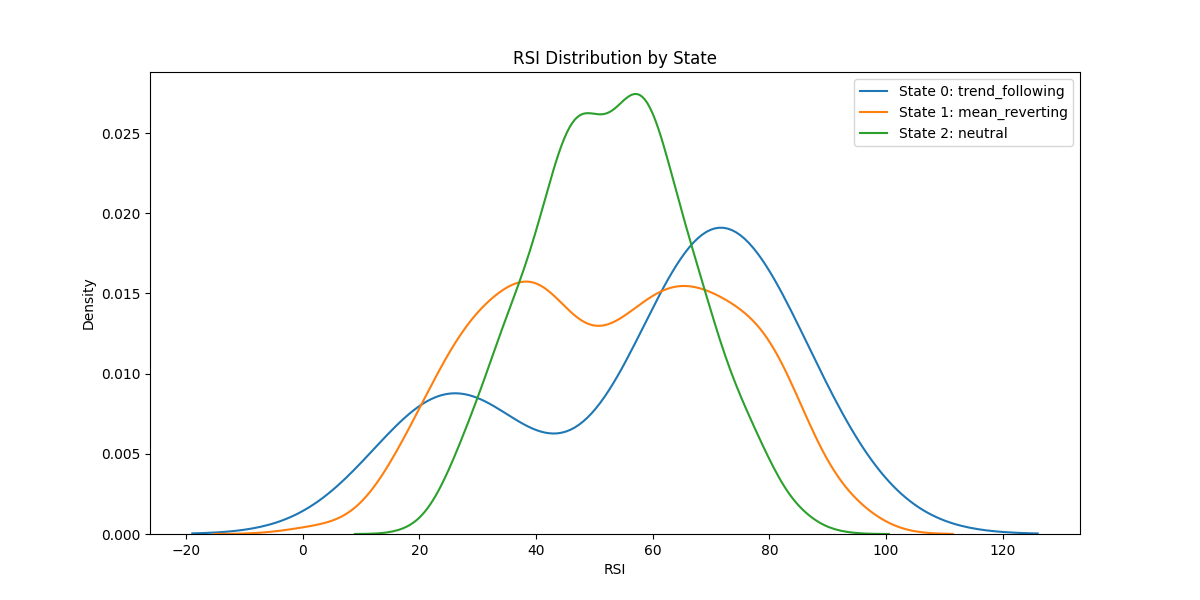 RSI Distribution by State
State 0: trend_following
State 1: mean_reverting
State 2: neutral
Density
0.025
0.020
0.015
0.010
0.005
0.000
−20
0
20
40
60
80
100
120
RSI